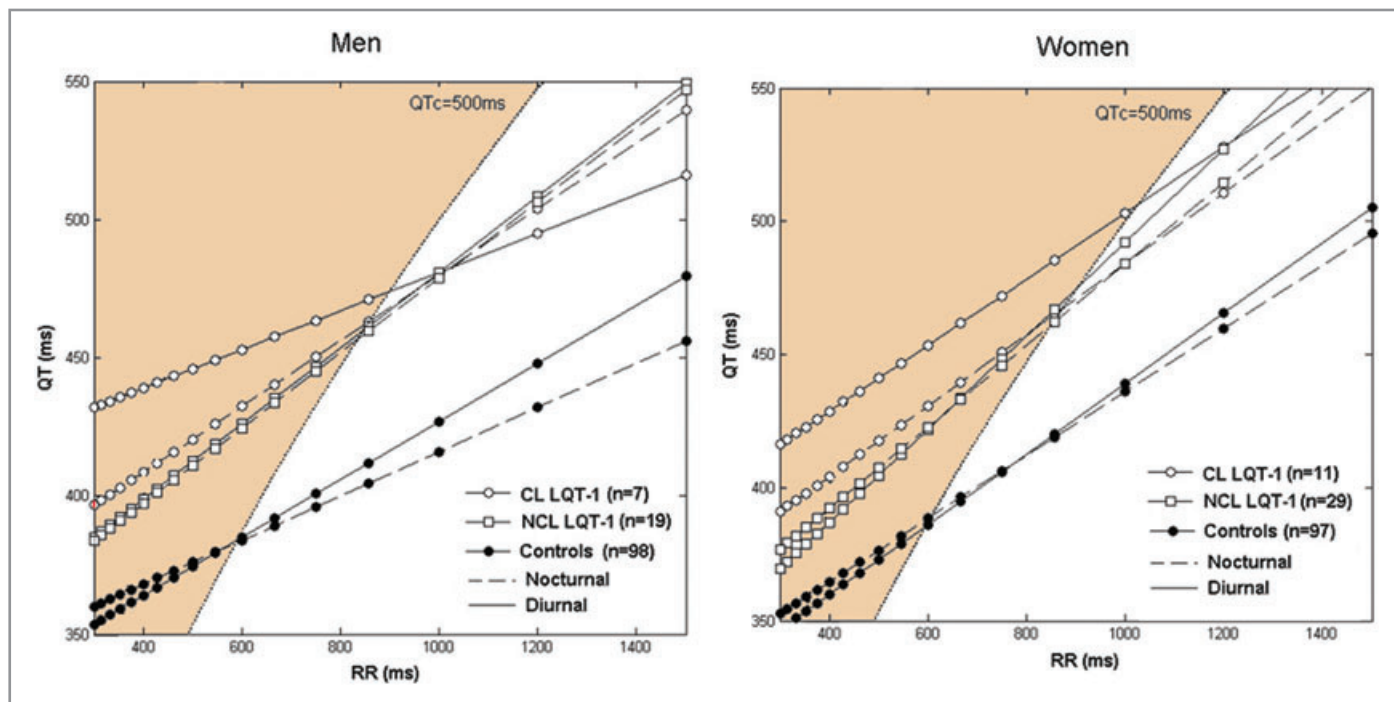 Men
550
500
450
400
350
QT (ms)
QTc=500ms
CL LQT-1 (n=7)
NCL LQT-1 (n=19)
Controls (n=98)
Nocturnal
Diurnal
400 600 800 1000 1200 1400
RR (ms)
Women
550
500
450
400
350
QT (ms)
QTc=500ms
CL LQT-1 (n=11)
NCL LQT-1 (n=29)
Controls (n=97)
Nocturnal
Diurnal
400 600 800 1000 1200 1400
RR (ms)